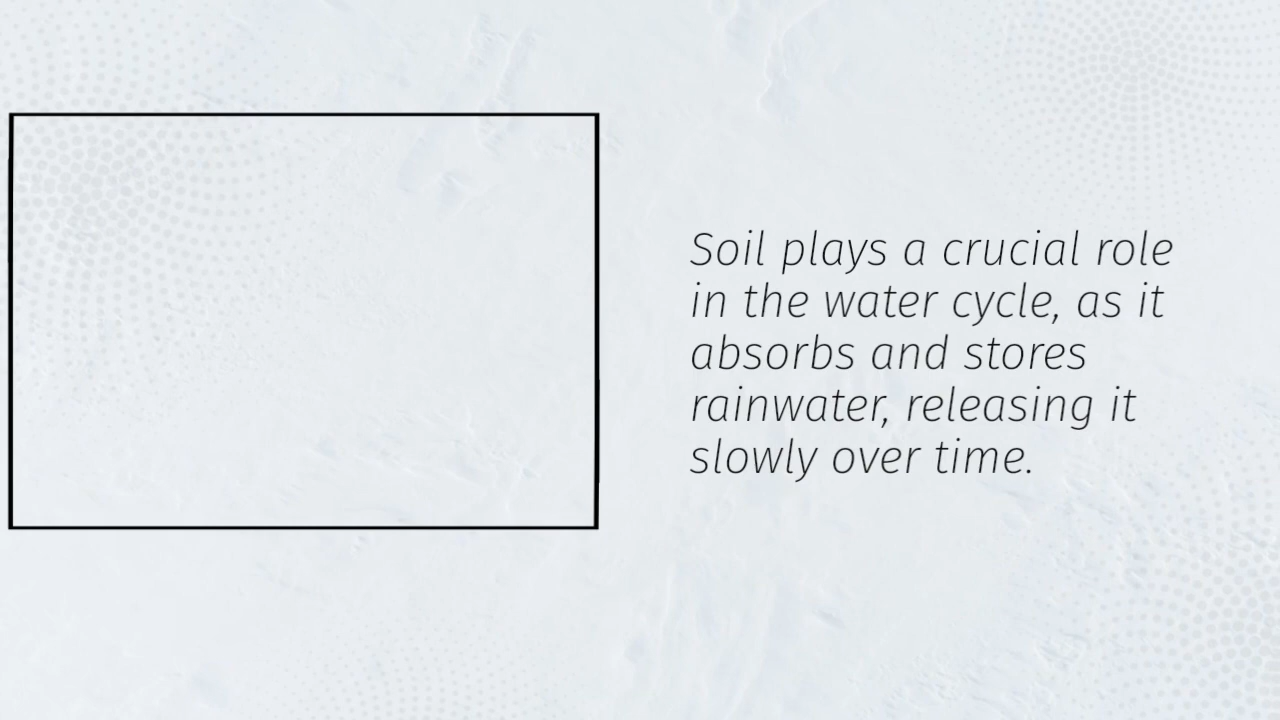 Soil plays a crucial role
in the water cycle, as it
absorbs and stores
rainwater, releasing it
slowly over time.